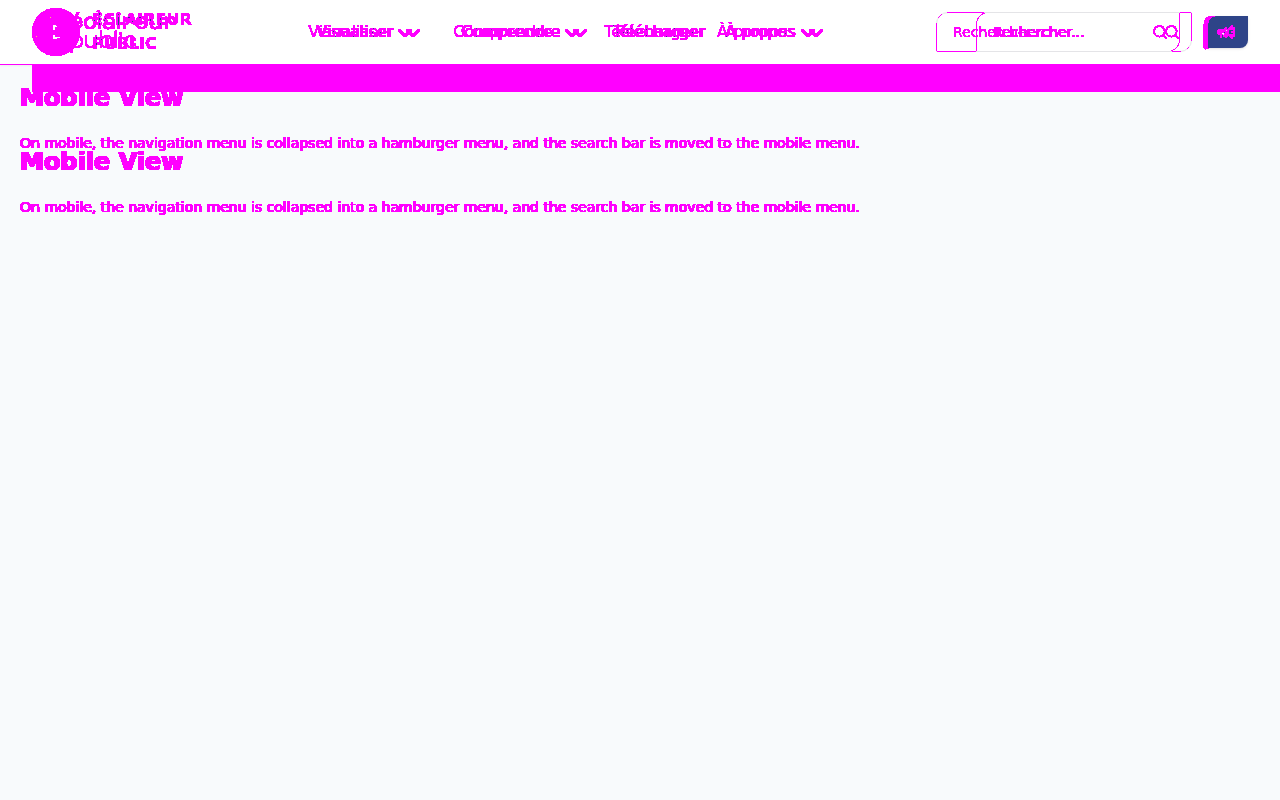 ÉCLAIREUR
PUBLIC
Visualiser
Comprendre
Télécharger
À propos
Rechercher...
Mobile View
On mobile, the navigation menu is collapsed into a hamburger menu, and the search bar is moved to the mobile menu.
Mobile View
On mobile, the navigation menu is collapsed into a hamburger menu, and the search bar is moved to the mobile menu.